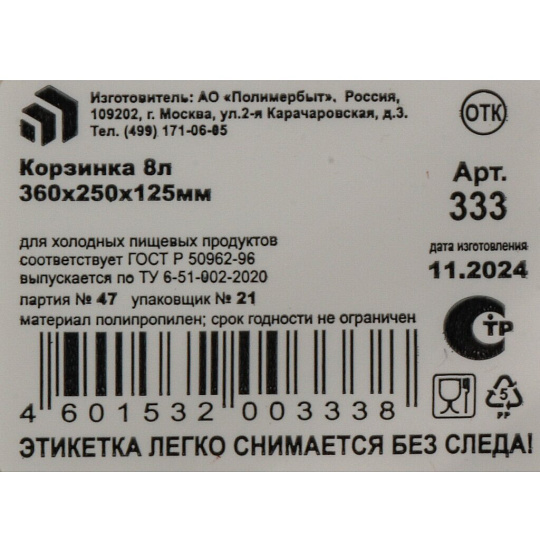 Изготовитель: АО «Полимербыт». Россия,
109202, г. Москва, ул.2-я Карачаровская, д.3.
Тел. (499) 171-06-85
ОТК
Корзинка 8л
360х250х125мм
Арт.
333
для холодных пищевых продуктов
соответствует ГОСТ Р 50962-96
выпускается по ТУ 6-51-002-2020
дата изготовления
11.2024
партия № 47 упаковщик № 21
материал полипропилен; срок годности не ограничен
СТР
4 601532 003338
5
PP
ЭТИКЕТКА ЛЕГКО СНИМАЕТСЯ БЕЗ СЛЕДА!